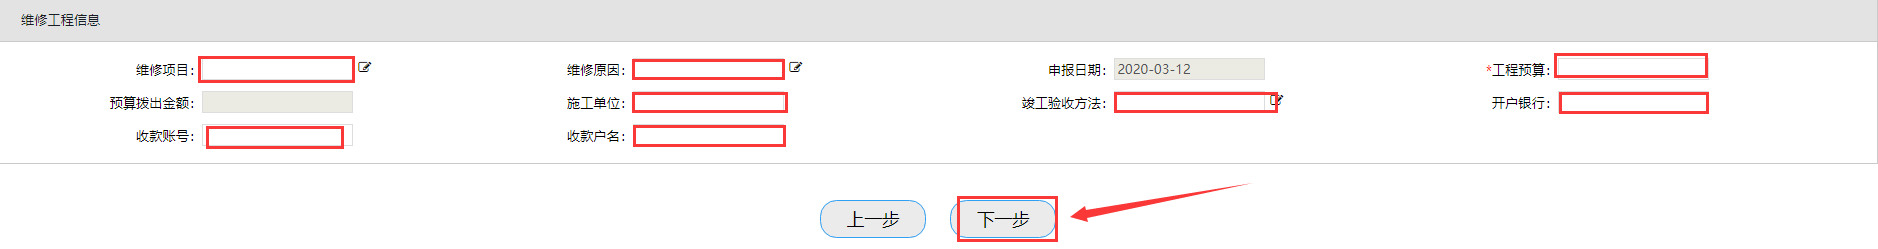 维修工程信息
维修项目： 维修原因： 申报日期： 2020-03-12 *工程预算：
预算拨出金额： 施工单位： 竣工验收方法： 开户银行：
收款账号： 收款户名：
上一步 下一步